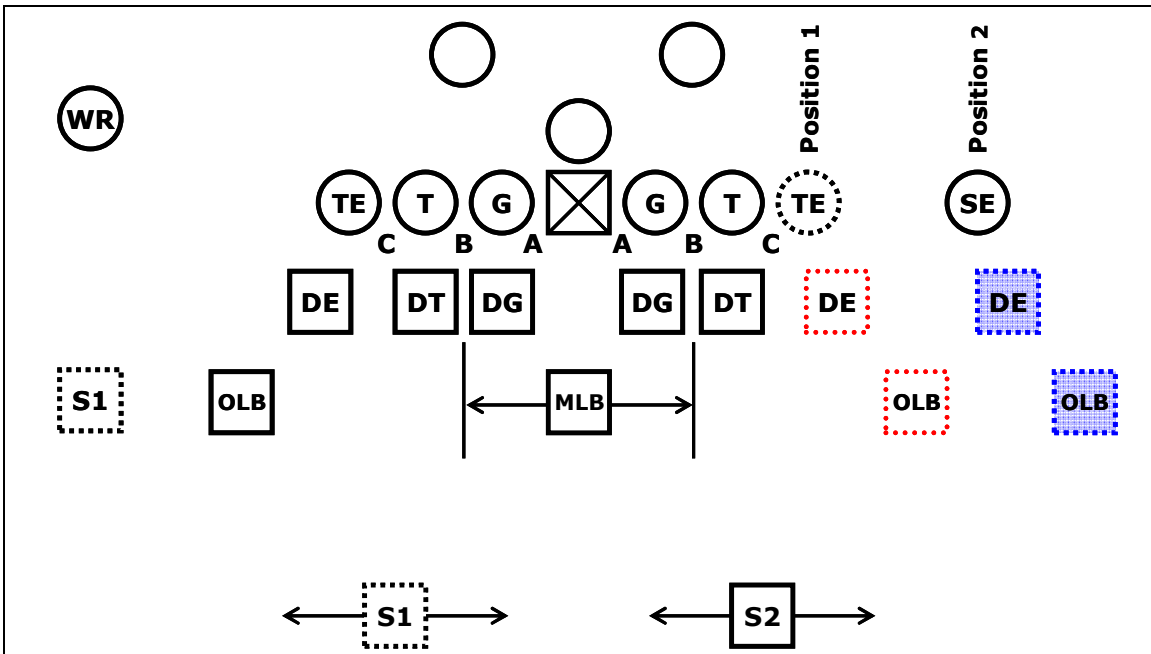 Position 1
Position 2
WR
TE T G G T TE SE
C B A A B C
DE DT DG DG DT DE DE
S1 OLB MLB OLB OLB
S1 S2